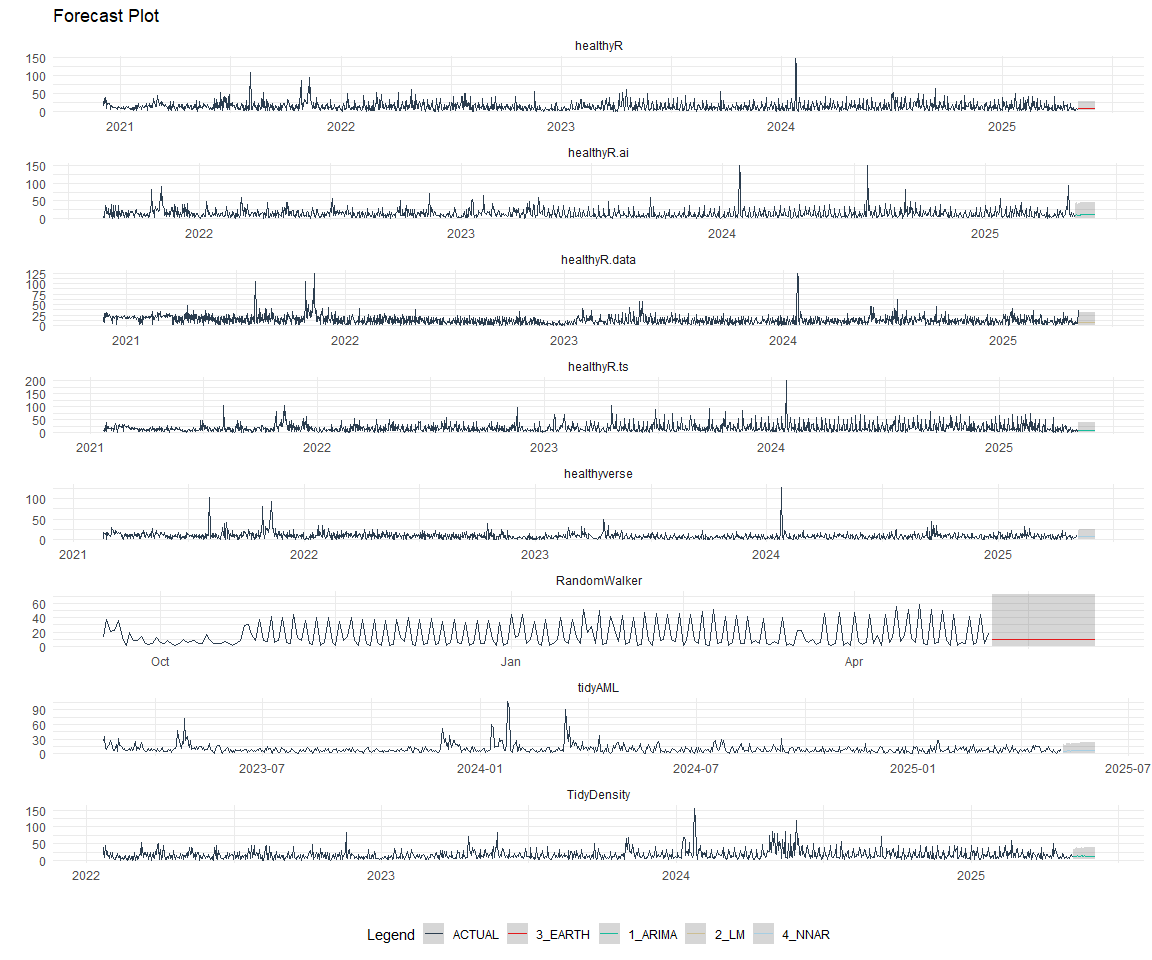 Forecast Plot
healthyR
150
100
50
0
2021 2022 2023 2024 2025
healthyR.ai
150
100
50
0
2022 2023 2024 2025
healthyR.data
125
100
75
50
25
0
2021 2022 2023 2024 2025
healthyR.ts
200
150
100
50
0
2021 2022 2023 2024 2025
healthyverse
100
50
0
2021 2022 2023 2024 2025
RandomWalker
60
40
20
0
Oct Jan Apr
tidyAML
90
60
30
0
2023-07 2024-01 2024-07 2025-01 2025-07
TidyDensity
150
100
50
0
2022 2023 2024 2025
Legend ACTUAL 3_EARTH 1_ARIMA 2_LM 4_NNAR